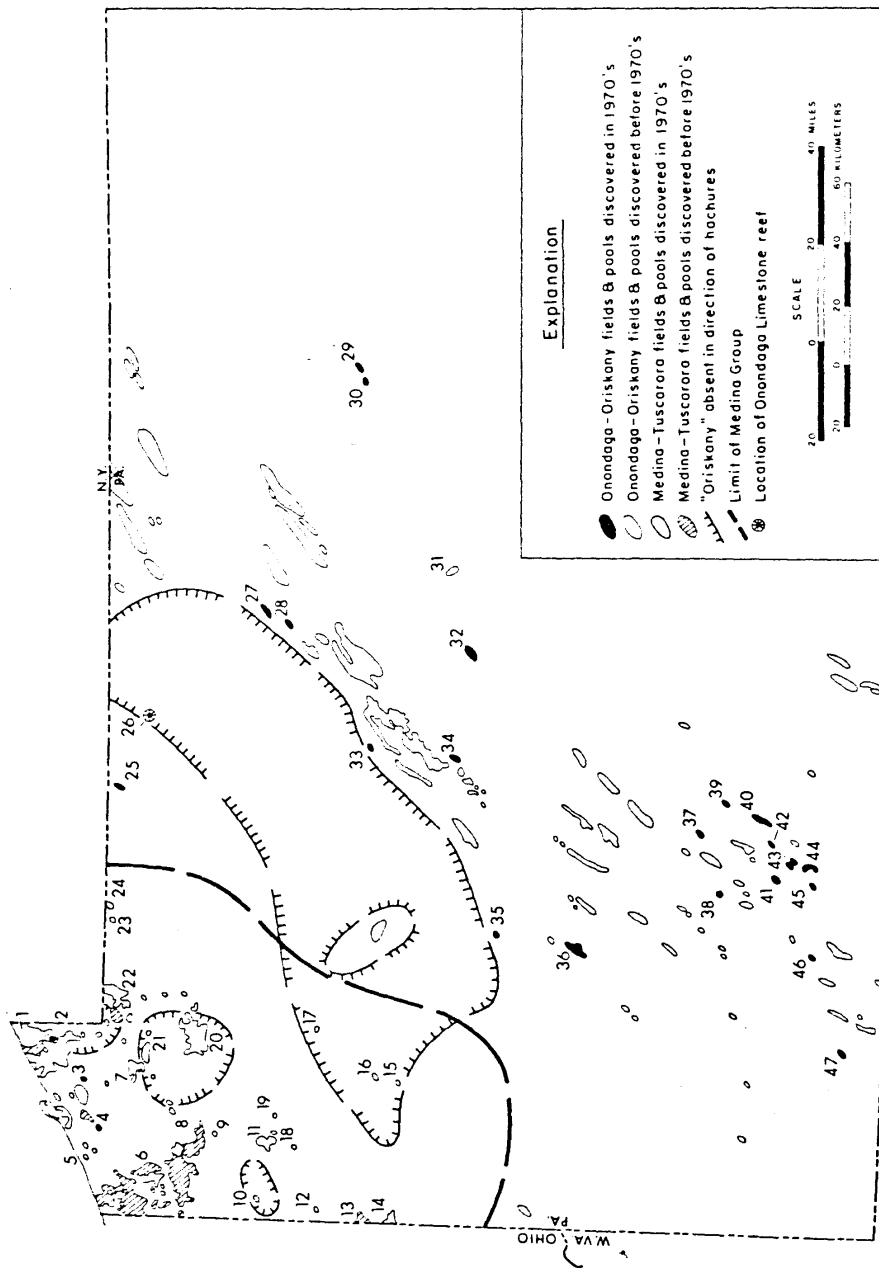 N.Y.
PA.
1
2
3
4
5
6
7
8
9
10
11
12
13
14
15
16
17
18
19
20
21
22
23
24
25
26
27
28
29
30
31
32
33
34
35
36
37
38
39
40
41
42
43
44
45
46
47
OHIO
W.VA.
PA.
Explanation
Onondaga-Oriskany fields & pools discovered in 1970's
Onondaga-Oriskany fields & pools discovered before 1970's
Medina-Tuscarora fields & pools discovered in 1970's
Medina-Tuscarora fields & pools discovered before 1970's
"Oriskany" absent in direction of hachures
Limit of Medina Group
Location of Onondaga Limestone reef
SCALE
20 0 20 40 MILES
20 0 20 40 60 KILOMETERS